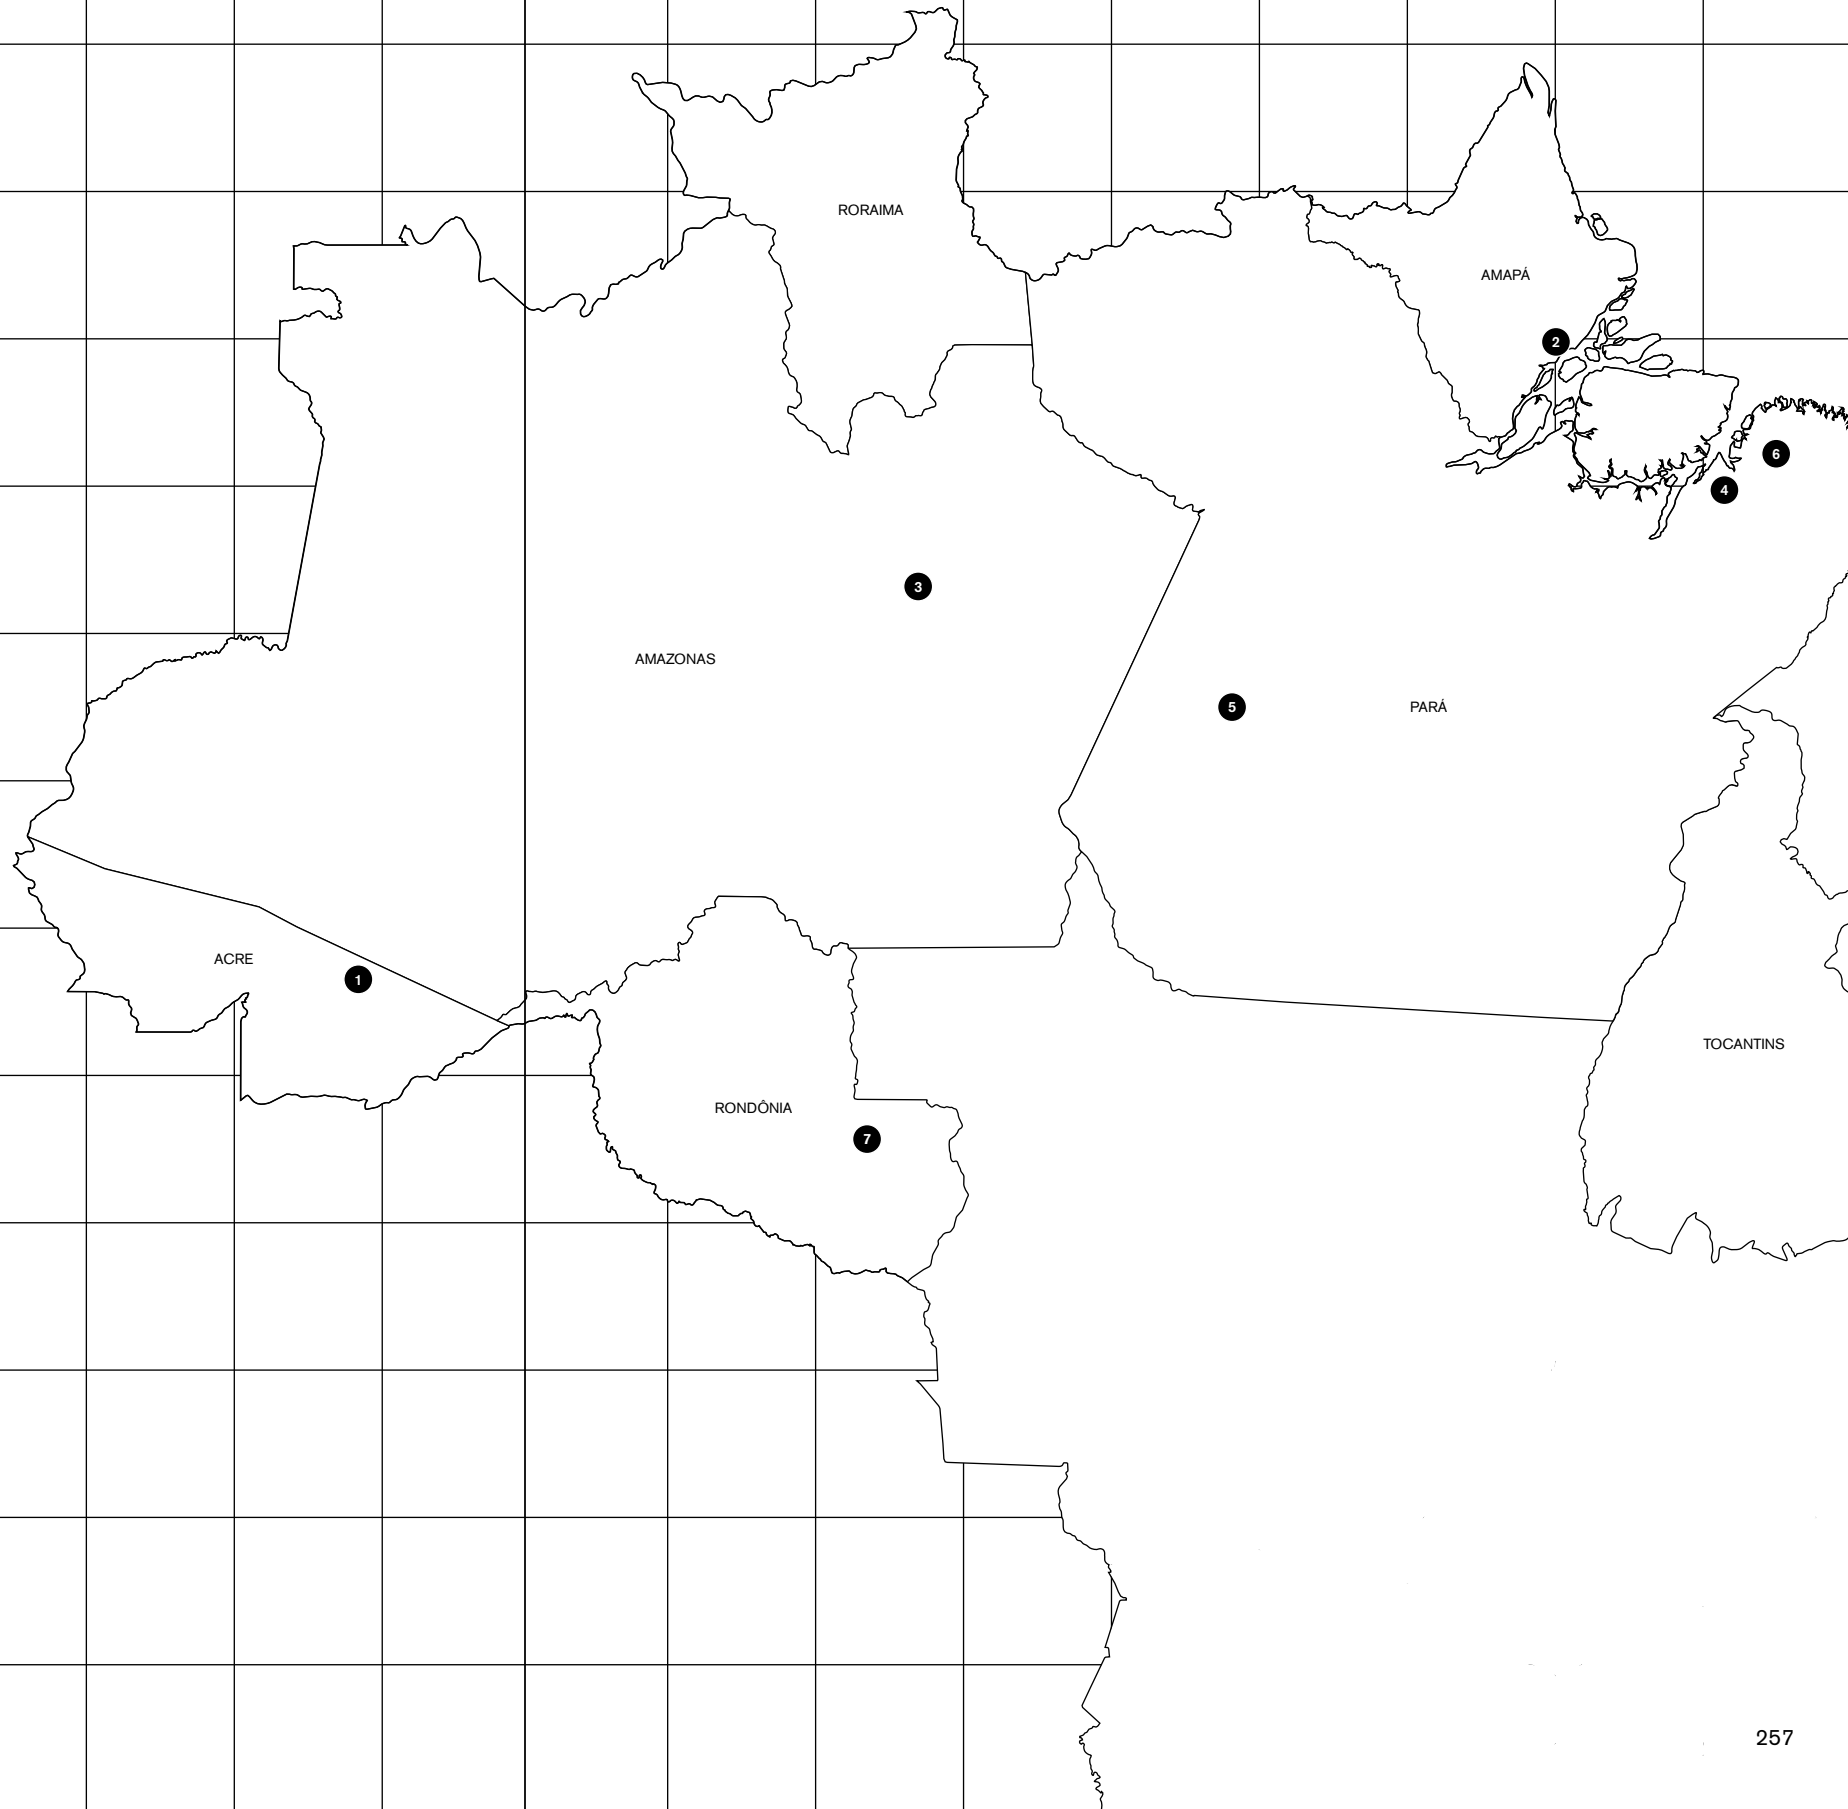 RORAIMA
AMAPÁ
2
6
4
3
AMAZONAS
5
PARÁ
ACRE
1
TOCANTINS
RONDÔNIA
7
257